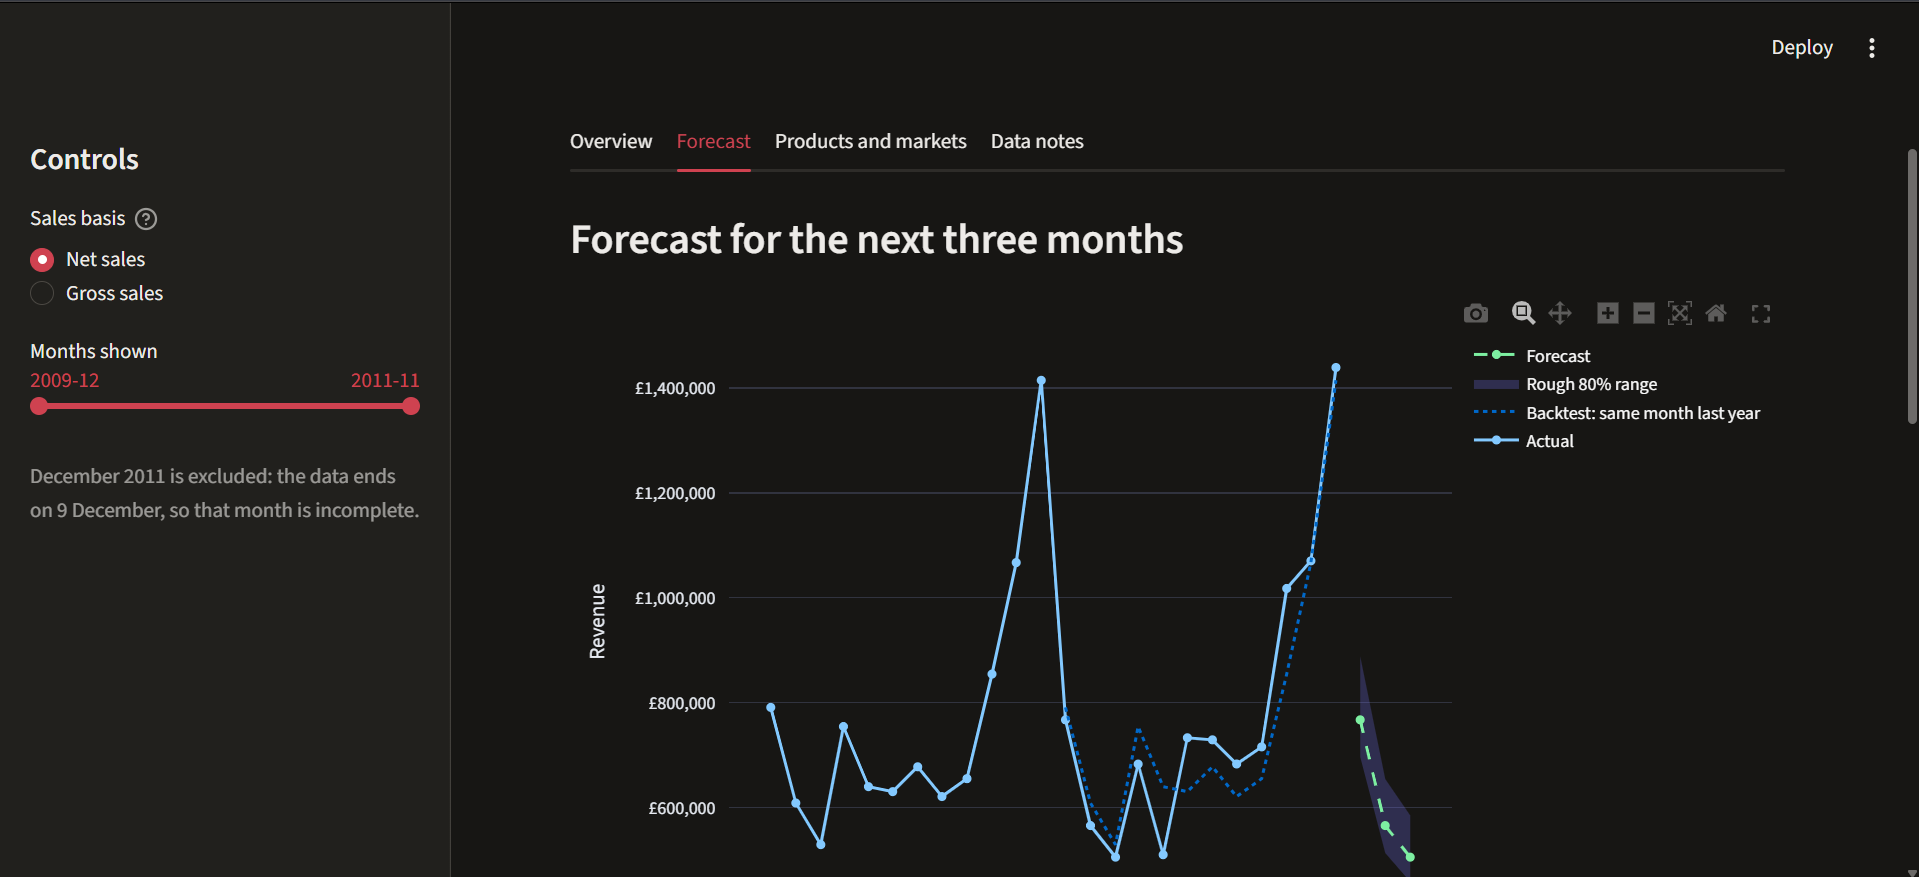 Deploy
Controls
Sales basis
Net sales
Gross sales
Months shown
2009-12 2011-11
December 2011 is excluded: the data ends
on 9 December, so that month is incomplete.
Overview Forecast Products and markets Data notes
Forecast for the next three months
Forecast
Rough 80% range
Backtest: same month last year
Actual
Revenue
£1,400,000
£1,200,000
£1,000,000
£800,000
£600,000